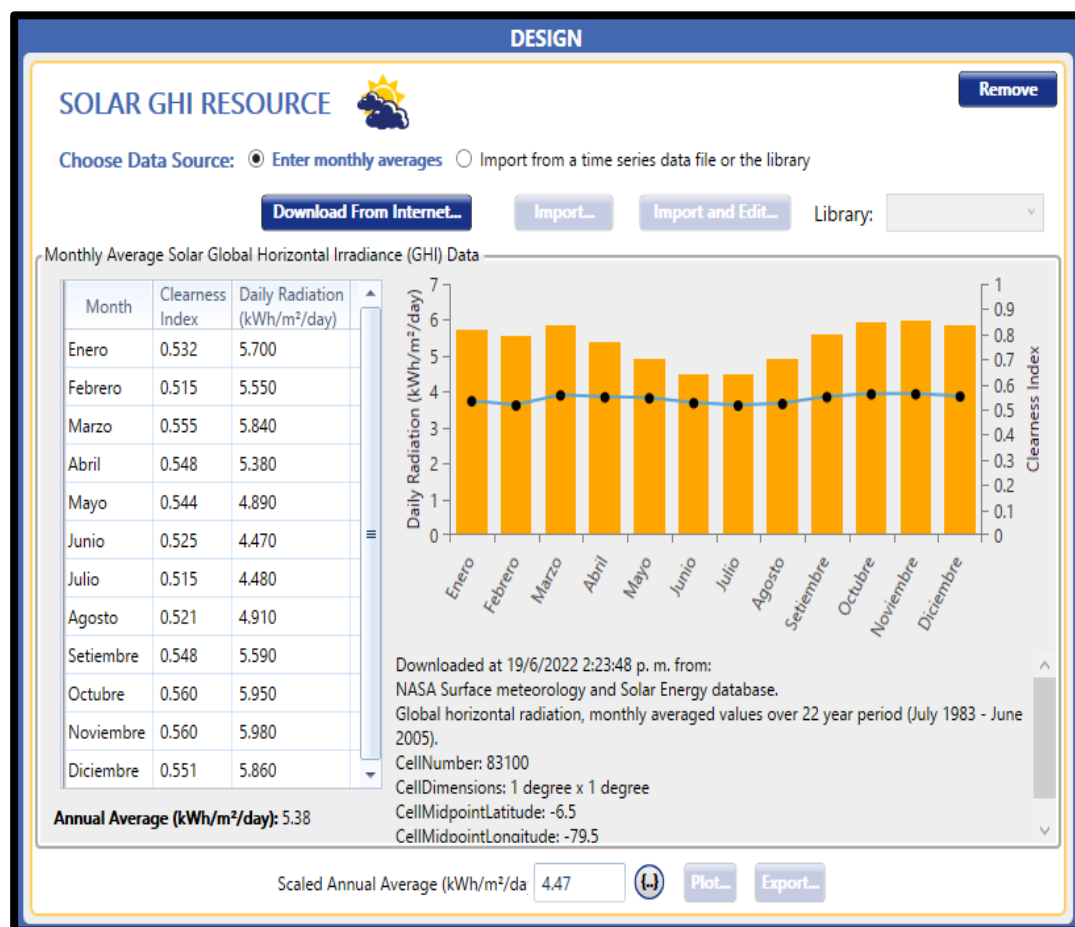 DESIGN
SOLAR GHI RESOURCE
Remove
Choose Data Source: Enter monthly averages Import from a time series data file or the library
Download From Internet... Import... Import and Edit... Library:
Monthly Average Solar Global Horizontal Irradiance (GHI) Data
Month Clearness Index Daily Radiation (kWh/m²/day)
Enero 0.532 5.700
Febrero 0.515 5.550
Marzo 0.555 5.840
Abril 0.548 5.380
Mayo 0.544 4.890
Junio 0.525 4.470
Julio 0.515 4.480
Agosto 0.521 4.910
Setiembre 0.548 5.590
Octubre 0.560 5.950
Noviembre 0.560 5.980
Diciembre 0.551 5.860
Annual Average (kWh/m²/day): 5.38
Daily Radiation (kWh/m²/day)
7
6
5
4
3
2
1
0
1
0.9
0.8
0.7
0.6
0.5
0.4
0.3
0.2
0.1
0
Clearness Index
Enero Febrero Marzo Abril Mayo Junio Julio Agosto Setiembre Octubre Noviembre Diciembre
Downloaded at 19/6/2022 2:23:48 p. m. from:
NASA Surface meteorology and Solar Energy database.
Global horizontal radiation, monthly averaged values over 22 year period (July 1983 - June
2005).
CellNumber: 83100
CellDimensions: 1 degree x 1 degree
CellMidpointLatitude: -6.5
CellMidpointLongitude: -79.5
Scaled Annual Average (kWh/m²/da 4.47 {..} Plot... Export...